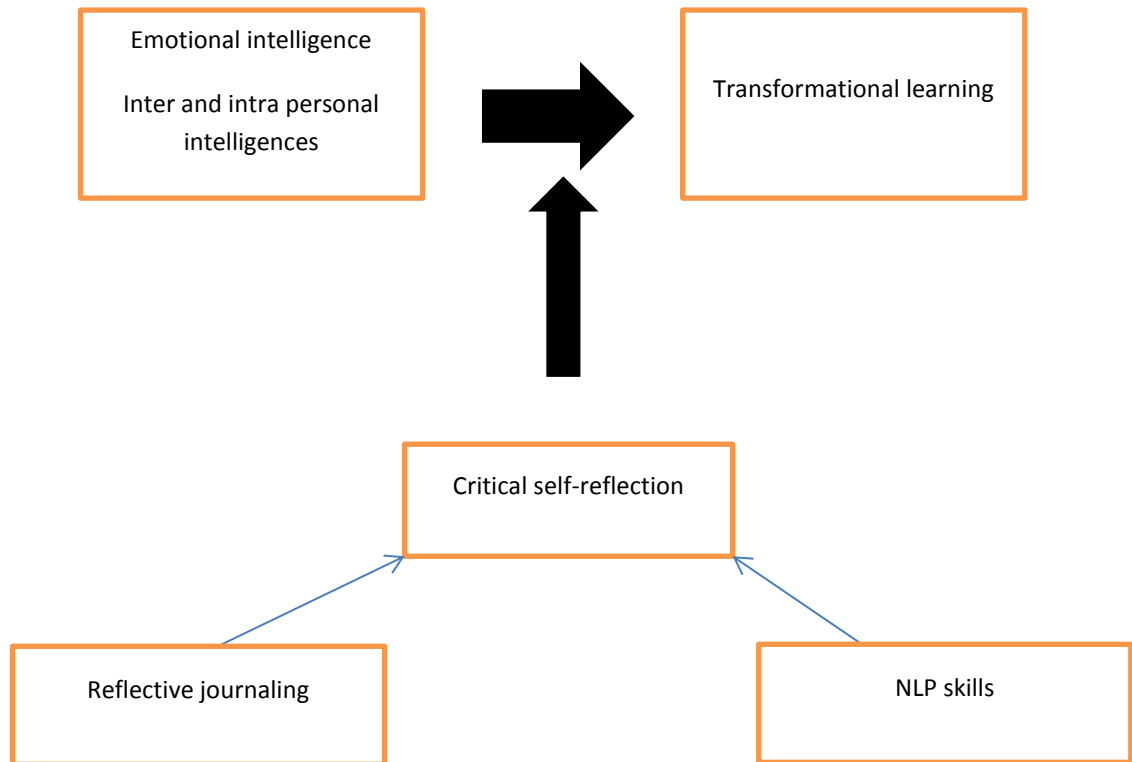 Emotional intelligence
Inter and intra personal
intelligences
Transformational learning
Critical self-reflection
Reflective journaling
NLP skills